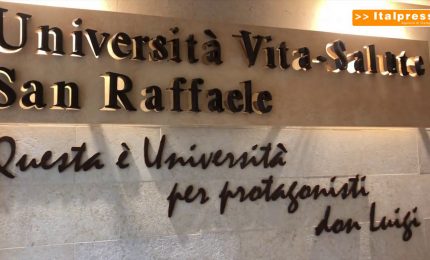 >> Italpress
Università Vita-Salute
San Raffaele
Questa è Università
per protagonisti
don Luigi